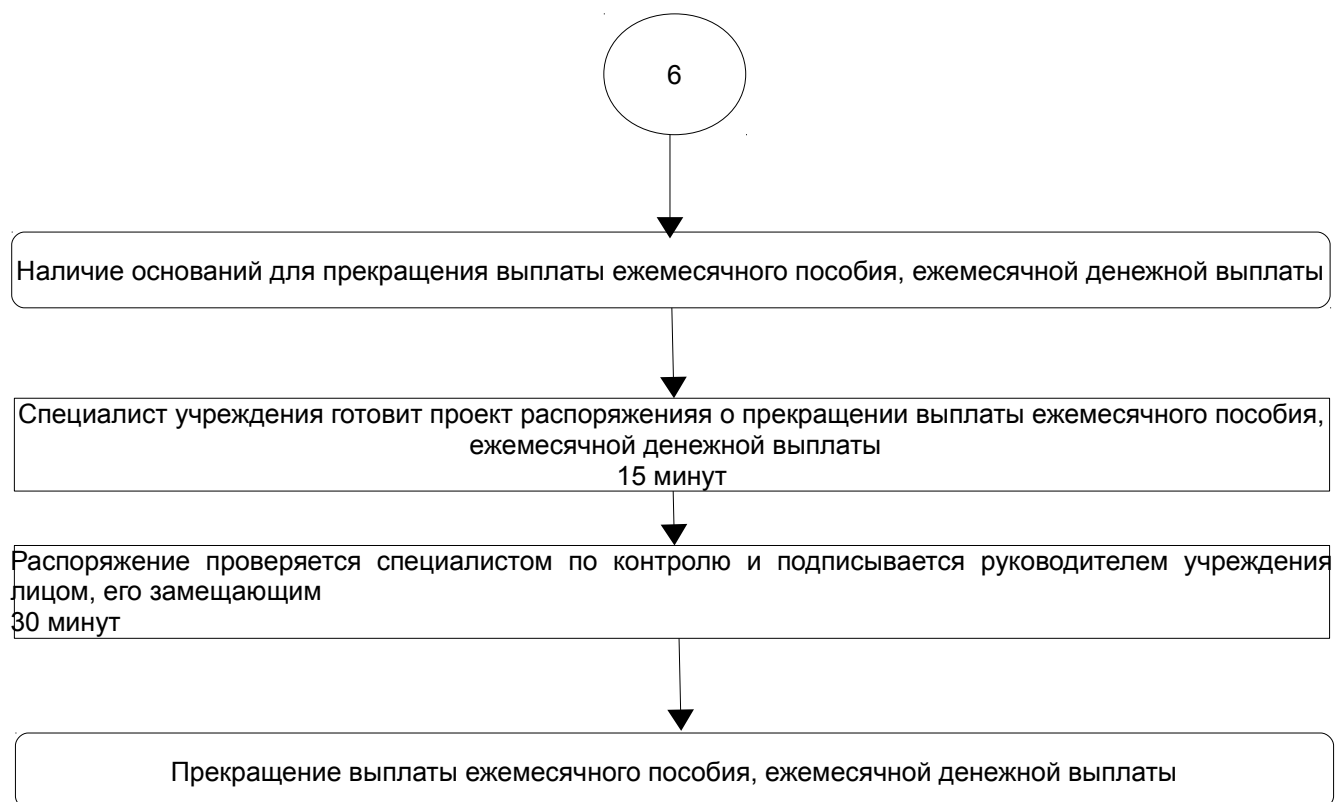 6
Наличие оснований для прекращения выплаты ежемесячного пособия, ежемесячной денежной выплаты
Специалист учреждения готовит проект распоряженияя о прекращении выплаты ежемесячного пособия,
ежемесячной денежной выплаты
15 минут
Распоряжение проверяется специалистом по контролю и подписывается руководителем учреждения
лицом, его замещающим
30 минут
Прекращение выплаты ежемесячного пособия, ежемесячной денежной выплаты